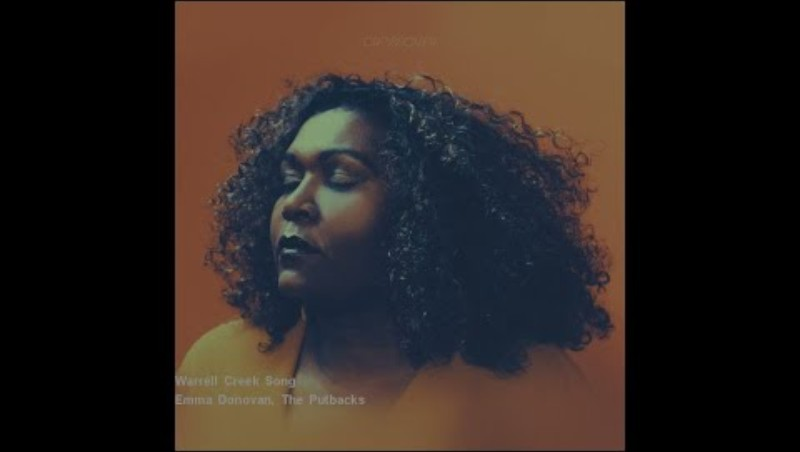 Warrell Creek Song
Emma Donovan, The Putbacks